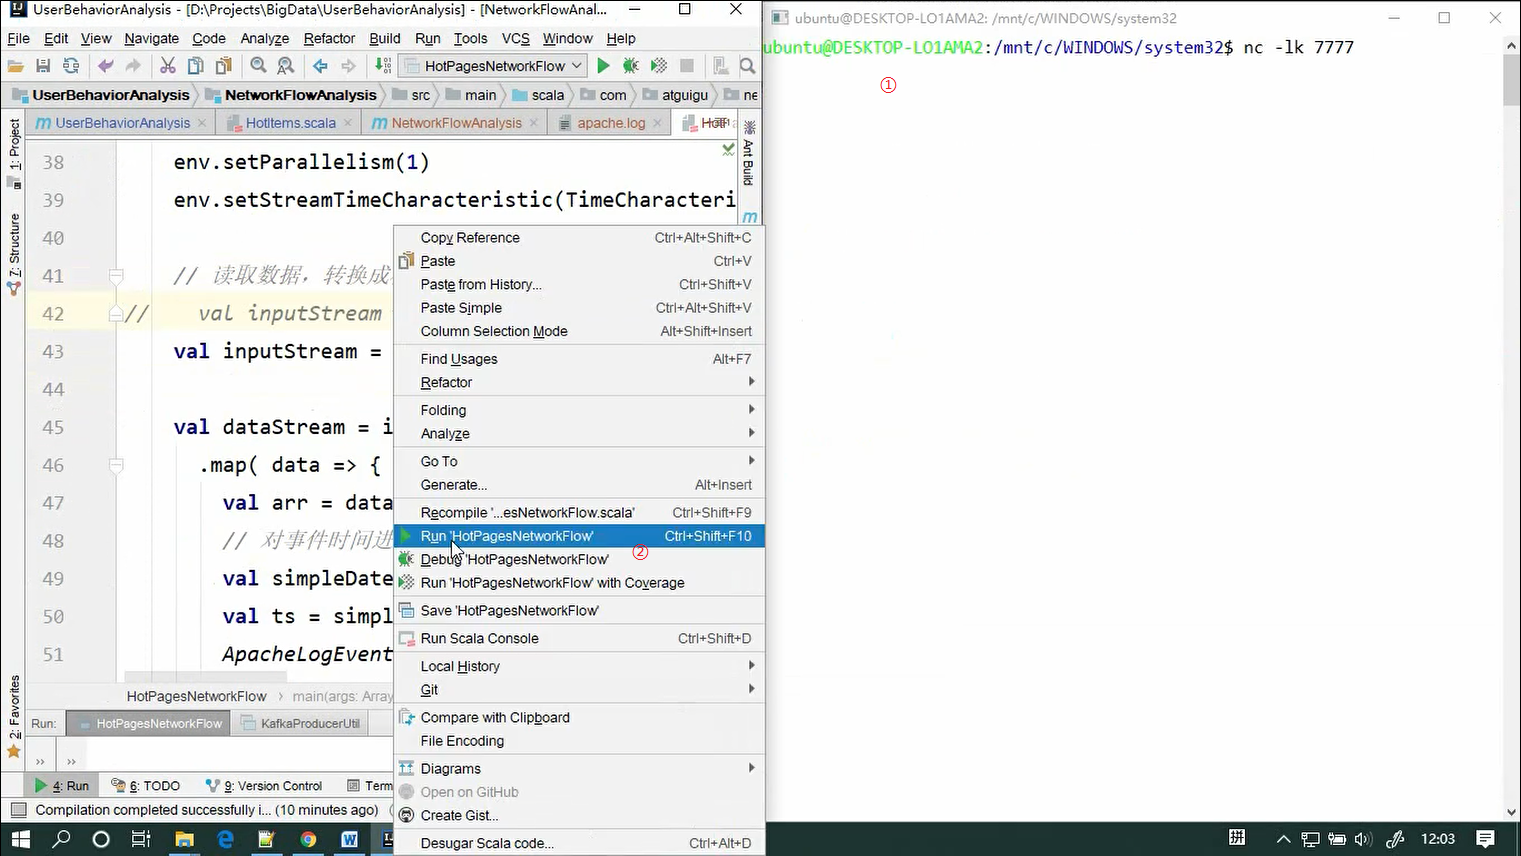 UserBehaviorAnalysis - [D:\Projects\BigData\UserBehaviorAnalysis] - [NetworkFlowAnal...
File Edit View Navigate Code Analyze Refactor Build Run Tools VCS Window Help
HotPagesNetworkFlow
UserBehaviorAnalysis NetworkFlowAnalysis src main scala com atguigu ne
UserBehaviorAnalysis HotItems.scala NetworkFlowAnalysis apache.log
1: Project
7: Structure
2: Favorites
Ant Build
38 env.setParallelism(1)
39 env.setStreamTimeCharacteristic(TimeCharacteri
40
41 // 读取数据，转换成
42 // val inputStream
43 val inputStream =
44
45 val dataStream = i
46 .map( data => {
47 val arr = data
48 // 对事件时间进
49 val simpleDate
50 val ts = simpl
51 ApacheLogEvent
Copy Reference Ctrl+Alt+Shift+C
Paste Ctrl+V
Paste from History... Ctrl+Shift+V
Paste Simple Ctrl+Alt+Shift+V
Column Selection Mode Alt+Shift+Insert
Find Usages Alt+F7
Refactor
Folding
Analyze
Go To
Generate... Alt+Insert
Recompile '...esNetworkFlow.scala' Ctrl+Shift+F9
Run 'HotPagesNetworkFlow' Ctrl+Shift+F10
②
Debug 'HotPagesNetworkFlow'
Run 'HotPagesNetworkFlow' with Coverage
Save 'HotPagesNetworkFlow'
Run Scala Console Ctrl+Shift+D
Local History
Git
Compare with Clipboard
File Encoding
Diagrams
Open on GitHub
Create Gist...
Desugar Scala code... Ctrl+Alt+D
HotPagesNetworkFlow › main(args: Array
Run: HotPagesNetworkFlow KafkaProducerUtil
4: Run 6: TODO 9: Version Control Term
Compilation completed successfully i... (10 minutes ago)
ubuntu@DESKTOP-LO1AMA2: /mnt/c/WINDOWS/system32
ubuntu@DESKTOP-LO1AMA2:/mnt/c/WINDOWS/system32$ nc -lk 7777
①
拼 12:03